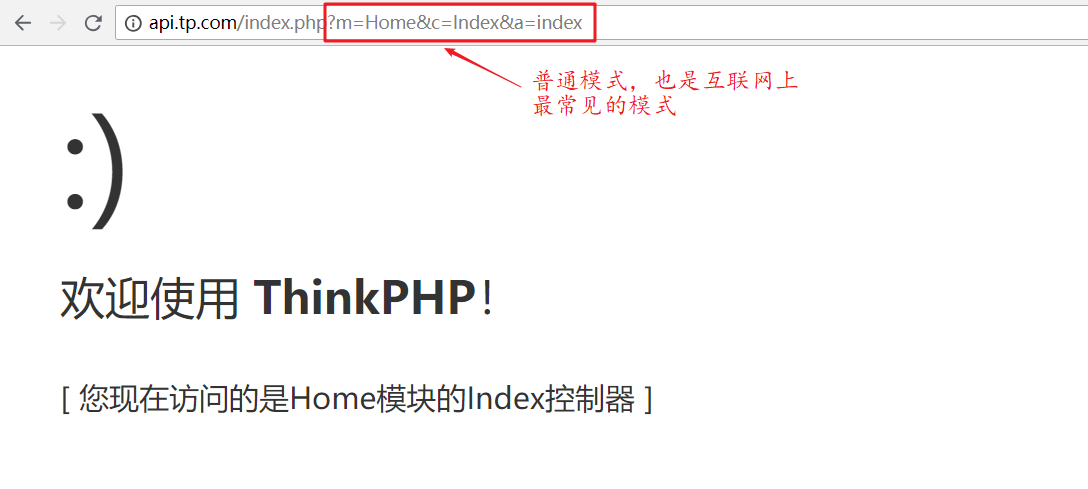 api.tp.com/index.php?m=Home&c=Index&a=index
普通模式，也是互联网上
最常见的模式
:)
欢迎使用 ThinkPHP！
[ 您现在访问的是Home模块的Index控制器 ]